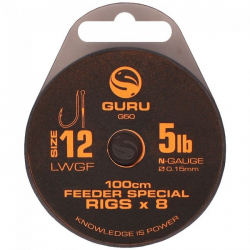 GURU
G50
SIZE 12
LWGF
5lb
N-GAUGE
Ø 0.15mm
100cm
FEEDER SPECIAL
RIGS x 8
KNOWLEDGE IS POWER